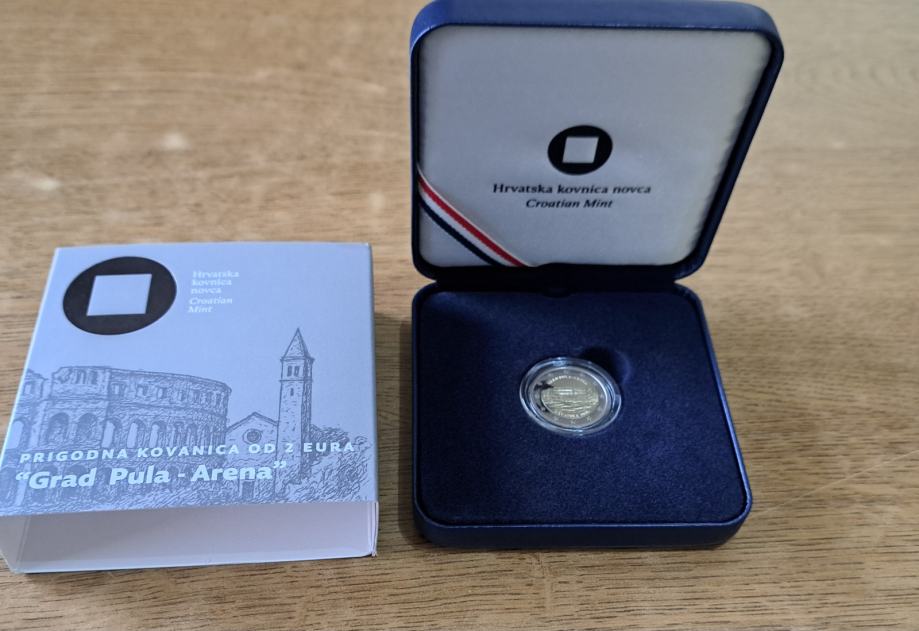 Hrvatska kovnica novca
Croatian Mint
Hrvatska
kovnica
novca
Croatian
Mint
PRIGODNA KOVANICA OD 2 EURA
“Grad Pula - Arena”